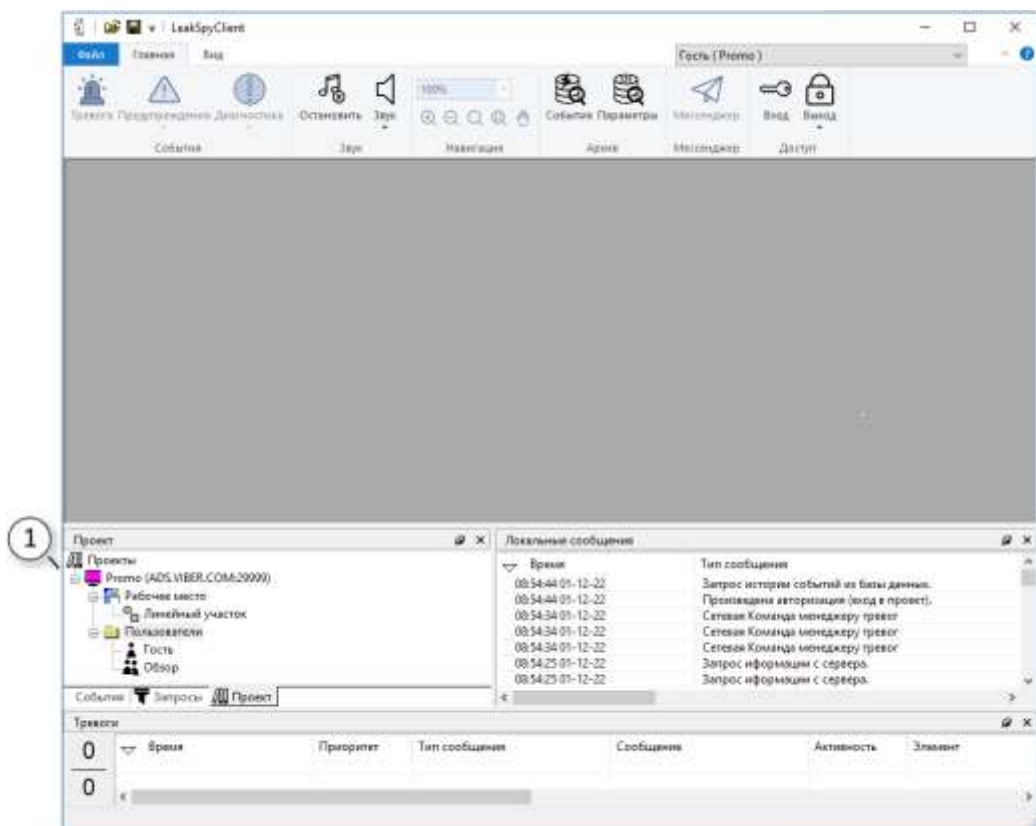 LeakSpyClient
Файл Главная Вид Гость ( Promo )
100%
Тревоги Предупреждения Диагностика Остановить Звук События Параметры Мессенджер Вход Выход
События Звук Навигация Архив Мессенджер Доступ
1
Проект
Проекты
Promo (ADS.VIBER.COM:29999)
Рабочее место
Линейный участок
Пользователи
Гость
Обзор
События Запросы Проект
Локальные сообщения
Время Тип сообщения
08:54:44 01-12-22 Запрос истории событий из базы данных.
08:54:44 01-12-22 Произведена авторизация (вход в проект).
08:54:34 01-12-22 Сетевая Команда менеджеру тревог
08:54:34 01-12-22 Сетевая Команда менеджеру тревог
08:54:34 01-12-22 Сетевая Команда менеджеру тревог
08:54:25 01-12-22 Запрос иформации с сервера.
08:54:25 01-12-22 Запрос иформации с сервера.
Тревоги
0 Время Приоритет Тип сообщения Сообщение Активность Элемент
0